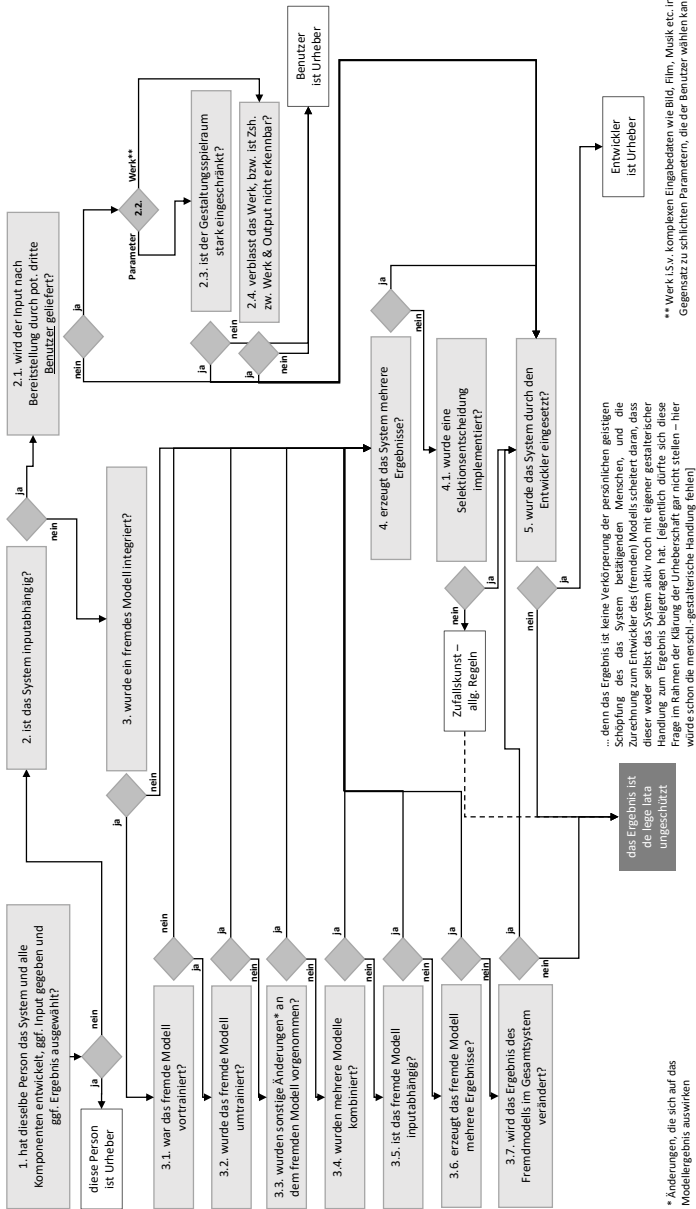 1. hat dieselbe Person das System und alle
Komponenten entwickelt, ggf. Input gegeben und
ggf. Ergebnis ausgewählt?
ja
nein
diese Person
ist Urheber
2. ist das System inputabhängig?
ja
nein
2.1. wird der Input nach
Bereitstellung durch pot. dritte
Benutzer geliefert?
nein
ja
2.2.
Parameter
Werk**
2.3. ist der Gestaltungsspielraum
stark eingeschränkt?
ja
nein
2.4. verblasst das Werk, bzw. ist Zsh.
zw. Werk & Output nicht erkennbar?
ja
nein
Benutzer
ist Urheber
3. wurde ein fremdes Modell integriert?
ja
nein
3.1. war das fremde Modell
vortrainiert?
nein
ja
3.2. wurde das fremde Modell
umtrainiert?
ja
nein
3.3. wurden sonstige Änderungen* an
dem fremden Modell vorgenommen?
ja
nein
3.4. wurden mehrere Modelle
kombiniert?
ja
nein
3.5. ist das fremde Modell
inputabhängig?
ja
nein
3.6. erzeugt das fremde Modell
mehrere Ergebnisse?
ja
nein
3.7. wird das Ergebnis des
Fremdmodells im Gesamtsystem
verändert?
ja
nein
4. erzeugt das System mehrere
Ergebnisse?
ja
nein
4.1. wurde eine
Selektionsentscheidung
implementiert?
nein
ja
Zufallskunst –
allg. Regeln
5. wurde das System durch den
Entwickler eingesetzt?
nein
ja
Entwickler
ist Urheber
das Ergebnis ist
de lege lata
ungeschützt
... denn das Ergebnis ist keine Verkörperung der persönlichen geistigen
Schöpfung des das System betätigenden Menschen, und die
Zurechnung zum Entwickler des (fremden) Modells scheitert daran, dass
dieser weder selbst das System aktiv noch mit eigener gestalterischer
Handlung zum Ergebnis beigetragen hat. [eigentlich dürfte sich diese
Frage im Rahmen der Klärung der Urheberschaft gar nicht stellen – hier
würde schon die menschl.-gestalterische Handlung fehlen]
* Änderungen, die sich auf das
Modellergebnis auswirken
** Werk i.S.v. komplexen Eingabedaten wie Bild, Film, Musik etc.
Gegensatz zu schlichten Parametern, die der Benutzer wählen